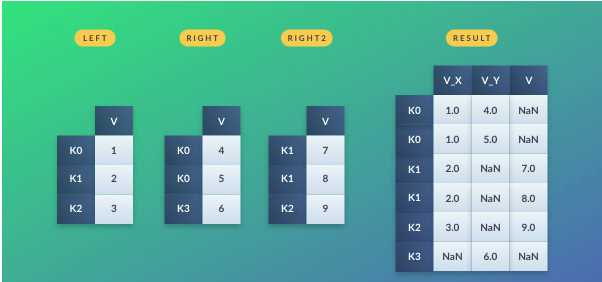 LEFT RIGHT RIGHT2 RESULT
V_X V_Y V
K0 1.0 4.0 NaN
V V V
K0 1.0 5.0 NaN
K0 1 K0 4 K1 7
K1 2.0 NaN 7.0
K1 2 K0 5 K1 8
K1 2.0 NaN 8.0
K2 3 K3 6 K2 9
K2 3.0 NaN 9.0
K3 NaN 6.0 NaN